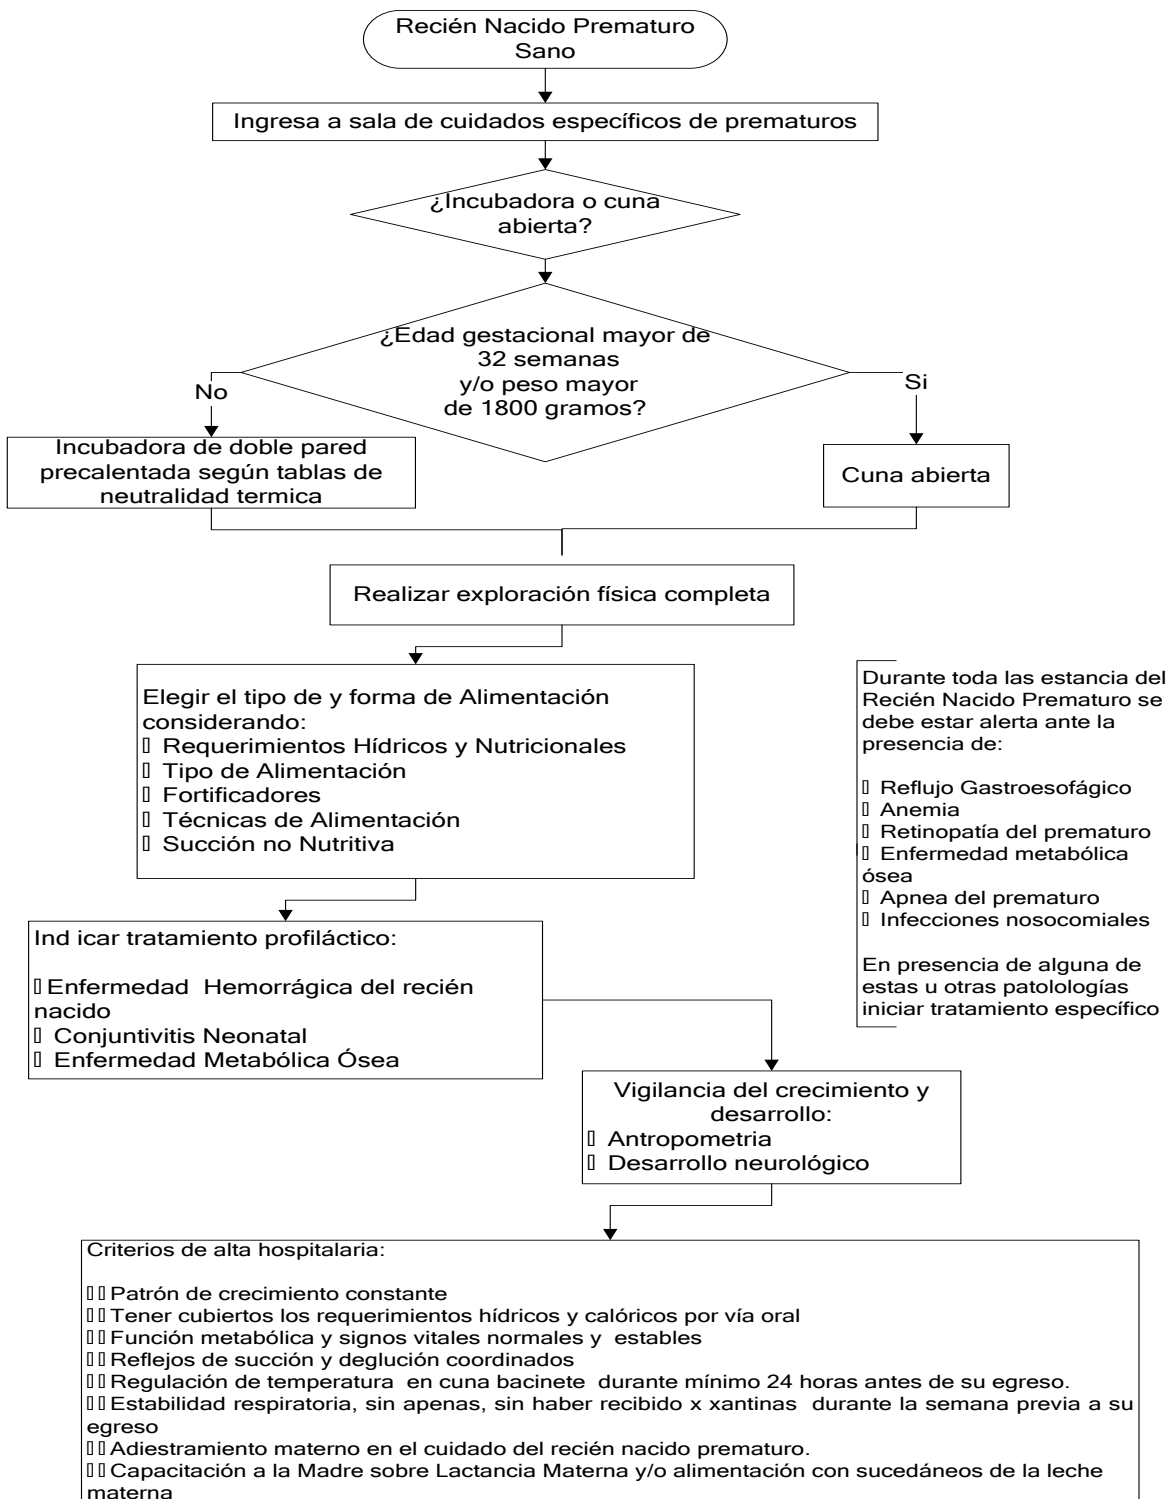 Recién Nacido Prematuro
Sano
Ingresa a sala de cuidados específicos de prematuros
¿Incubadora o cuna
abierta?
¿Edad gestacional mayor de
32 semanas
y/o peso mayor
de 1800 gramos?
No
Si
Incubadora de doble pared
precalentada según tablas de
neutralidad termica
Cuna abierta
Realizar exploración física completa
Elegir el tipo de y forma de Alimentación
considerando:
▯ Requerimientos Hídricos y Nutricionales
▯ Tipo de Alimentación
▯ Fortificadores
▯ Técnicas de Alimentación
▯ Succión no Nutritiva
Durante toda las estancia del
Recién Nacido Prematuro se
debe estar alerta ante la
presencia de:
▯ Reflujo Gastroesofágico
▯ Anemia
▯ Retinopatía del prematuro
▯ Enfermedad metabólica
ósea
▯ Apnea del prematuro
▯ Infecciones nosocomiales
En presencia de alguna de
estas u otras patolologías
iniciar tratamiento específico
Ind icar tratamiento profiláctico:
▯ Enfermedad  Hemorrágica del recién
nacido
▯ Conjuntivitis Neonatal
▯ Enfermedad Metabólica Ósea
Vigilancia del crecimiento y
desarrollo:
▯ Antropometria
▯ Desarrollo neurológico
Criterios de alta hospitalaria:
▯▯ Patrón de crecimiento constante
▯▯ Tener cubiertos los requerimientos hídricos y calóricos por vía oral
▯▯ Función metabólica y signos vitales normales y  estables
▯▯ Reflejos de succión y deglución coordinados
▯▯ Regulación de temperatura  en cuna bacinete  durante mínimo 24 horas antes de su egreso.
▯▯ Estabilidad respiratoria, sin apenas, sin haber recibido x xantinas  durante la semana previa a su
egreso
▯▯ Adiestramiento materno en el cuidado del recién nacido prematuro.
▯▯ Capacitación a la Madre sobre Lactancia Materna y/o alimentación con sucedáneos de la leche
materna